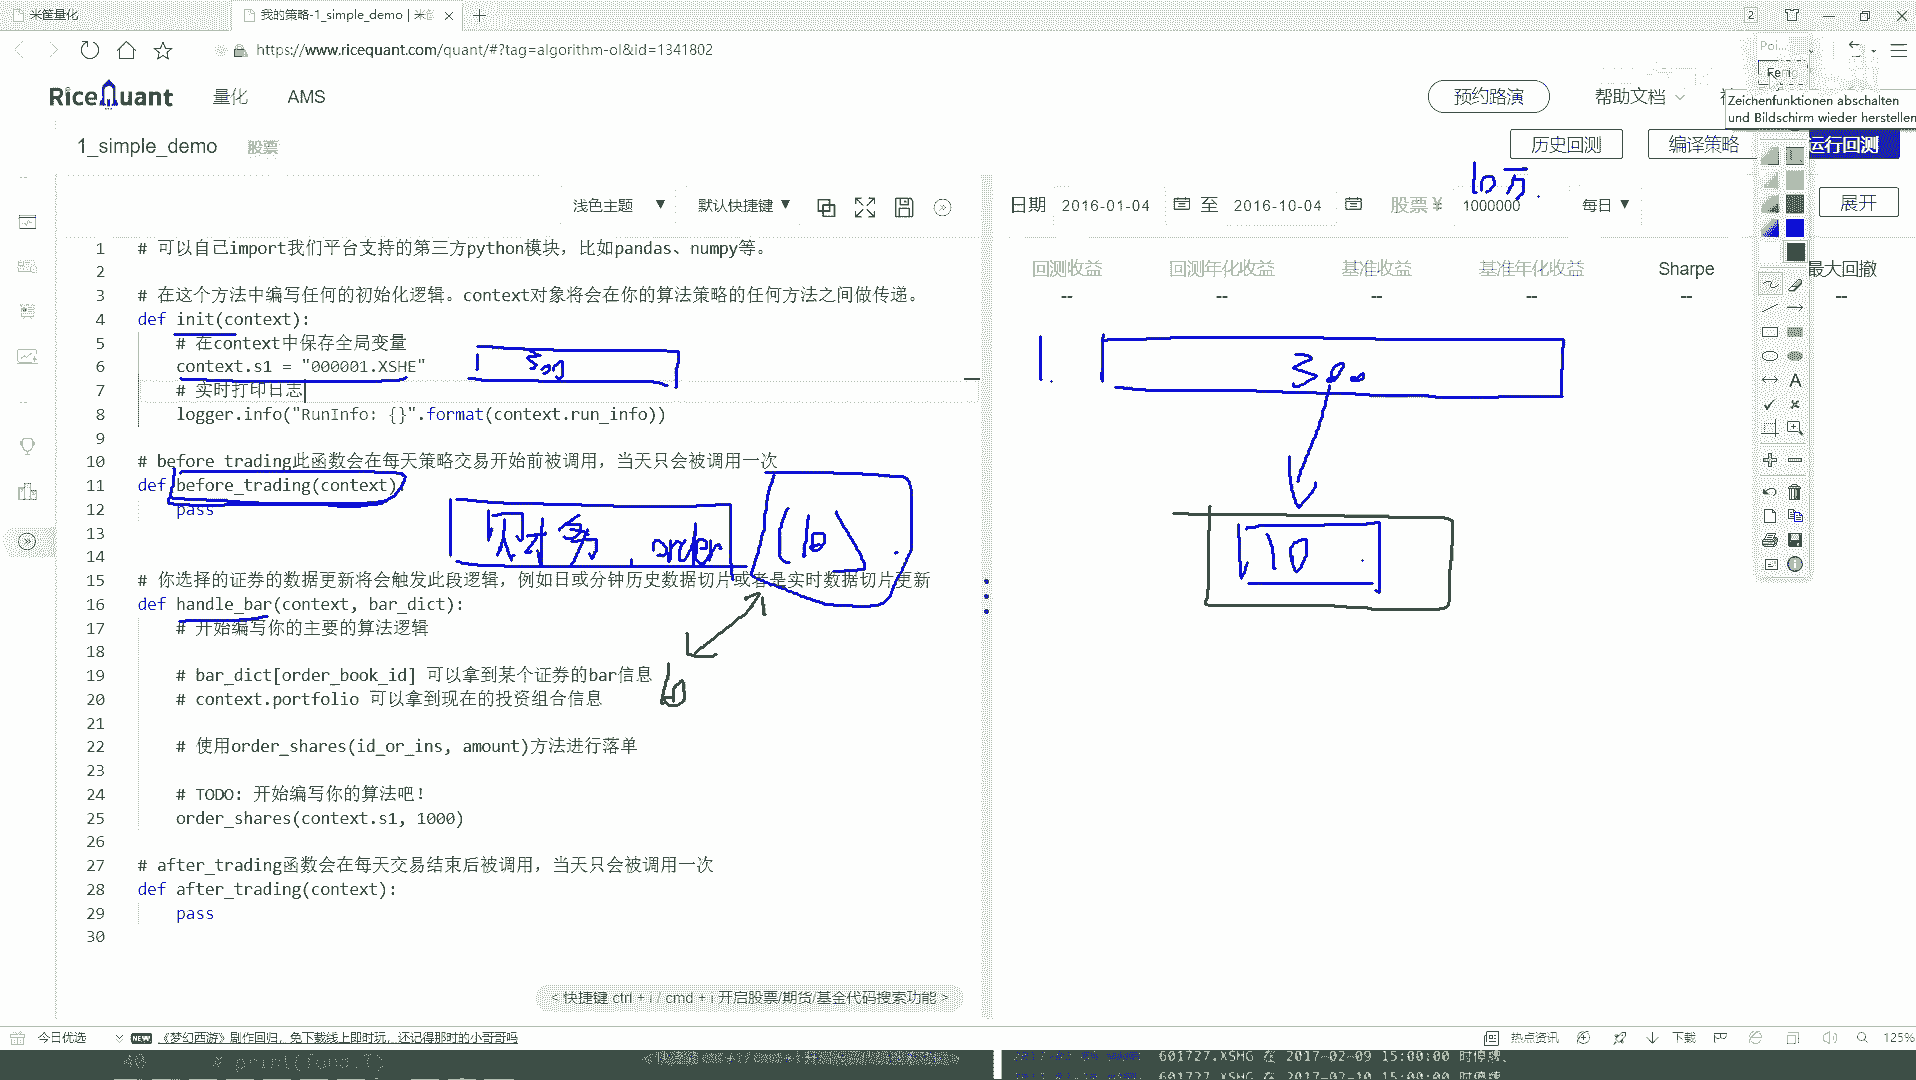 米筐量化
我的策略-1_simple_demo | 米筐
2
https://www.ricequant.com/quant/#?tag=algorithm-ol&id=1341802
RiceQuant
量化
AMS
预约路演
帮助文档
Zeichenfunktionen abschalten
und Bildschirm wieder herstellen
1_simple_demo
股票
历史回测
编译策略
运行回测
10万
浅色主题
默认快捷键
日期
2016-01-04
至
2016-10-04
股票 ¥
1000000
每日
展开
回测收益
回测年化收益
基准收益
基准年化收益
Sharpe
最大回撤
--
--
--
--
--
--
1 # 可以自己import我们平台支持的第三方python模块，比如pandas、numpy等。
2
3 # 在这个方法中编写任何的初始化逻辑。context对象将会在你的算法策略的任何方法之间做传递。
4 def init(context):
5 # 在context中保存全局变量
6 context.s1 = "000001.XSHE"
7 # 实时打印日志
8 logger.info("RunInfo: {}".format(context.run_info))
9
10 # before_trading此函数会在每天策略交易开始前被调用，当天只会被调用一次
11 def before_trading(context):
12 pass
13
14
15 # 你选择的证券的数据更新将会触发此段逻辑，例如日或分钟历史数据切片或者是实时数据切片更新
16 def handle_bar(context, bar_dict):
17 # 开始编写你的主要的算法逻辑
18
19 # bar_dict[order_book_id] 可以拿到某个证券的bar信息
20 # context.portfolio 可以拿到现在的投资组合信息
21
22 # 使用order_shares(id_or_ins, amount)方法进行落单
23
24 # TODO: 开始编写你的算法吧！
25 order_shares(context.s1, 1000)
26
27 # after_trading函数会在每天交易结束后被调用，当天只会被调用一次
28 def after_trading(context):
29 pass
30
300
财务 order
10
10
1.
300
10
< 快捷键 ctrl + i / cmd + i 开启股票/期货/基金代码搜索功能 >
今日优选
NEW
《梦幻西游》剧作回归，免下载线上即时玩，还记得那时的小哥哥吗
热点资讯
下载
125%
40 # print(fund.T)
601727.XSHG 在 2017-02-09 15:00:00 时停牌。
601727.XSHG 在 2017-02-10 15:00:00 时停牌。